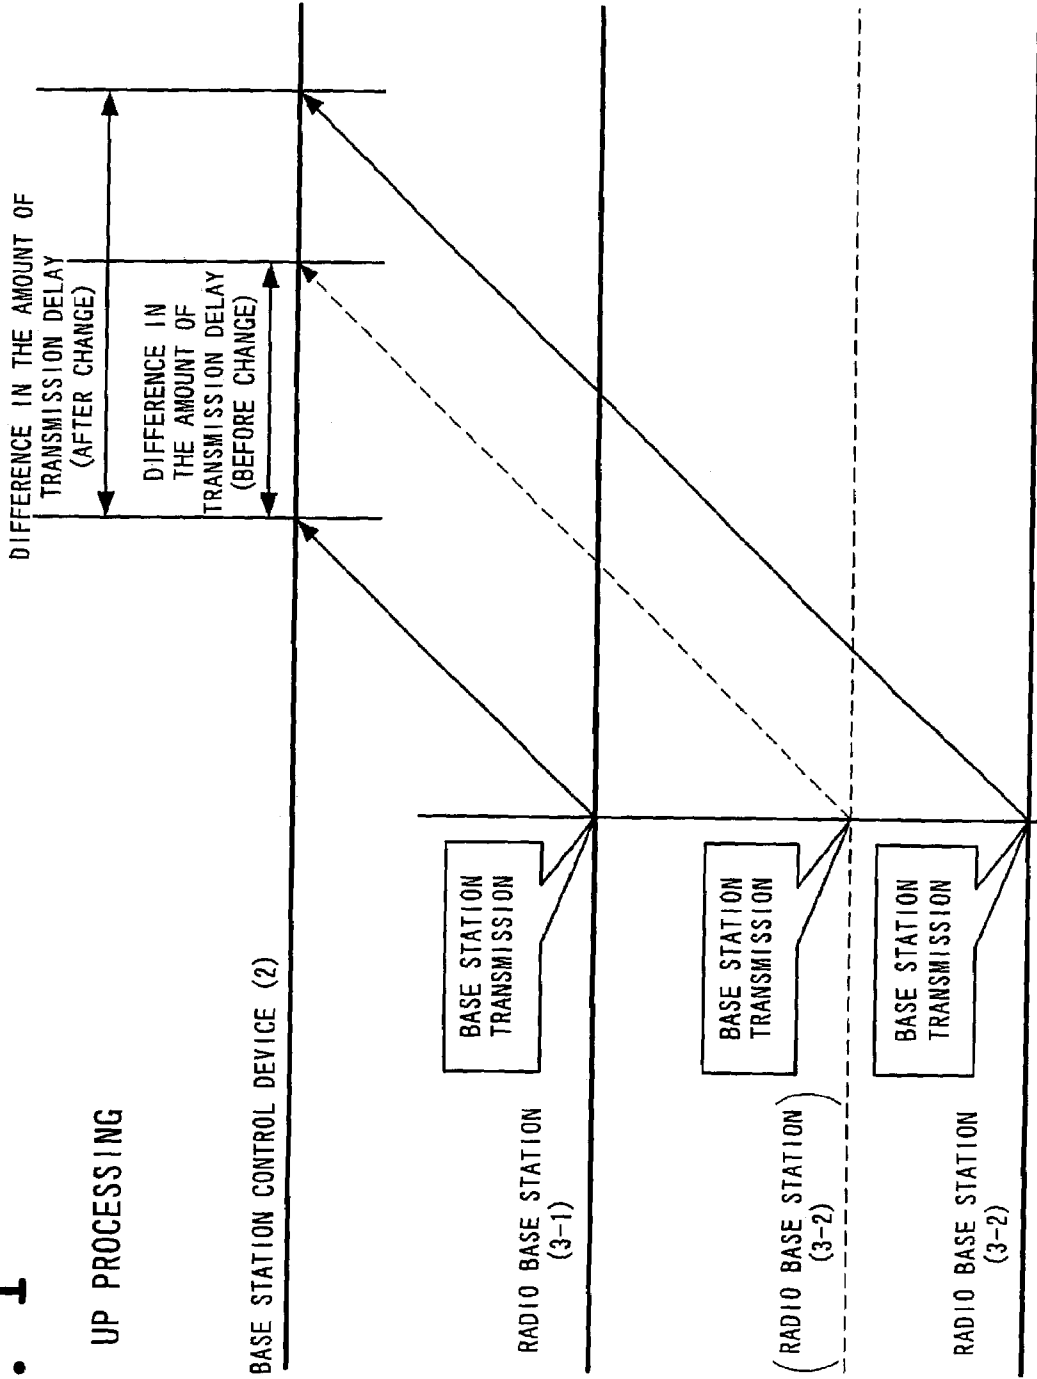 UP PROCESSING
DIFFERENCE IN THE AMOUNT OF
TRANSMISSION DELAY
(AFTER CHANGE)
DIFFERENCE IN
THE AMOUNT OF
TRANSMISSION DELAY
(BEFORE CHANGE)
BASE STATION CONTROL DEVICE (2)
BASE STATION
TRANSMISSION
RADIO BASE STATION
(3-1)
BASE STATION
TRANSMISSION
(RADIO BASE STATION)
(3-2)
BASE STATION
TRANSMISSION
RADIO BASE STATION
(3-2)